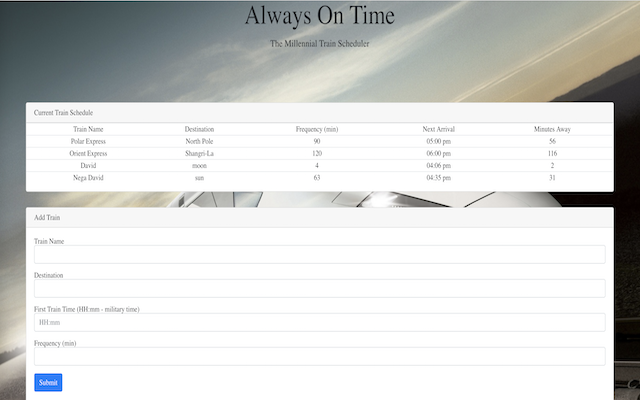 Always On Time
The Millennial Train Scheduler
Current Train Schedule
Train Name Destination Frequency (min) Next Arrival Minutes Away
Polar Express North Pole 90 05:00 pm 56
Orient Express Shangri-La 120 06:00 pm 116
David moon 4 04:06 pm 2
Nega David sun 63 04:35 pm 31
Add Train
Train Name
Destination
First Train Time (HH:mm - military time)
HH:mm
Frequency (min)
Submit